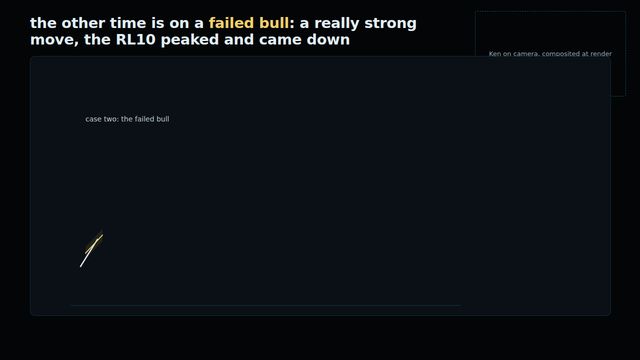 the other time is on a failed bull: a really strong
move, the RL10 peaked and came down
Ken on camera, composited at render
case two: the failed bull